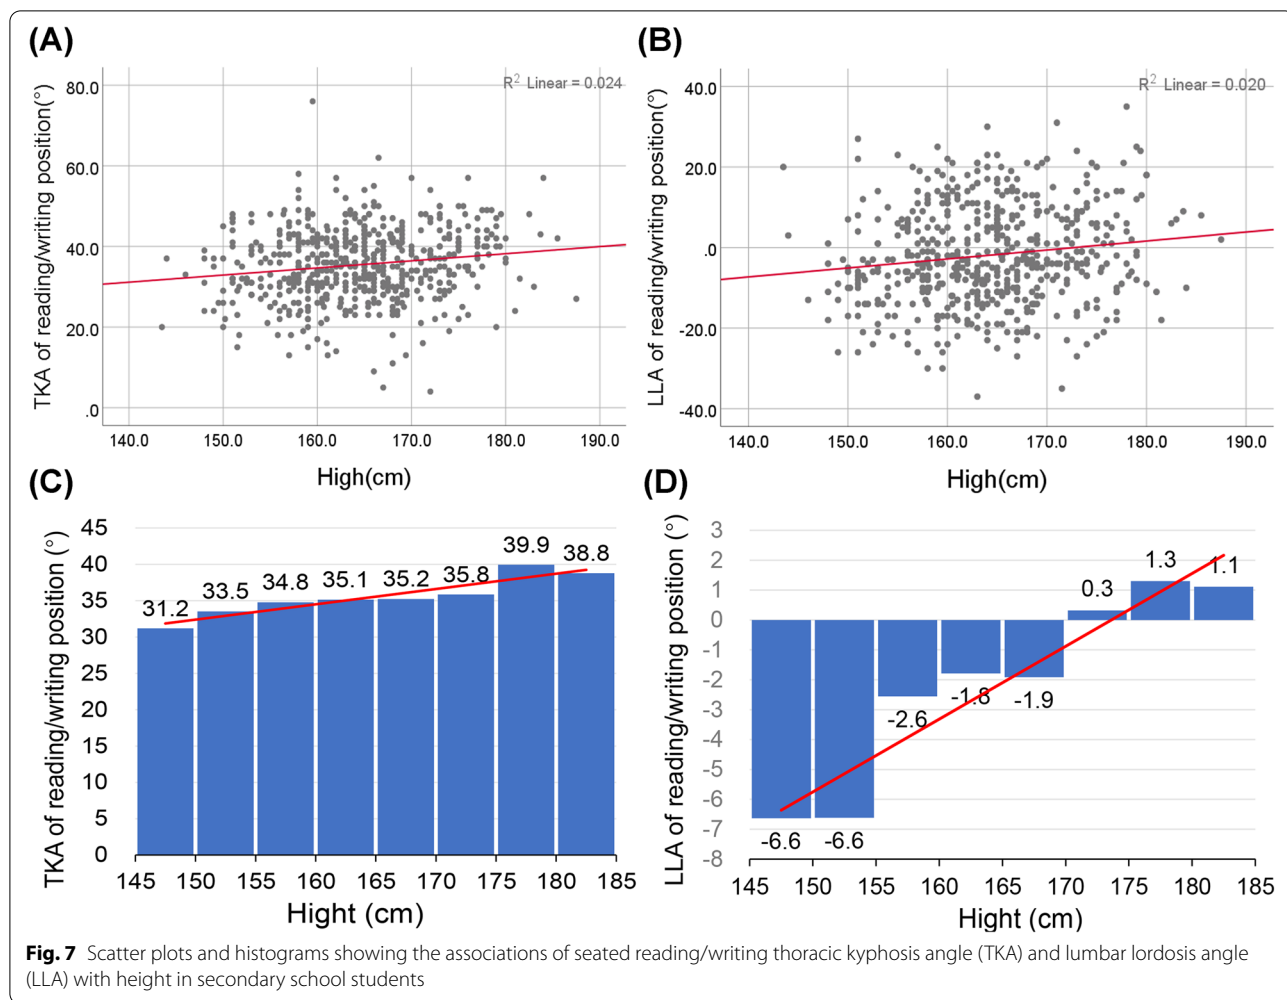 (A)
R² Linear = 0.024
TKA of reading/writing position(°)
80.0
60.0
40.0
20.0
.0
140.0 150.0 160.0 170.0 180.0 190.0
High(cm)
(B)
R² Linear = 0.020
LLA of reading/writing position(°)
40.0
20.0
.0
-20.0
-40.0
140.0 150.0 160.0 170.0 180.0 190.0
High(cm)
(C)
TKA of reading/writing position (°)
45
40
35
30
25
20
15
10
5
0
31.2 33.5 34.8 35.1 35.2 35.8 39.9 38.8
145 150 155 160 165 170 175 180 185
Hight (cm)
(D)
LLA of reading/writing position (°)
3
2
1
0
-1
-2
-3
-4
-5
-6
-7
-8
-6.6 -6.6 -2.6 -1.8 -1.9 0.3 1.3 1.1
145 150 155 160 165 170 175 182 185
Hight (cm)
Fig. 7 Scatter plots and histograms showing the associations of seated reading/writing thoracic kyphosis angle (TKA) and lumbar lordosis angle
(LLA) with height in secondary school students